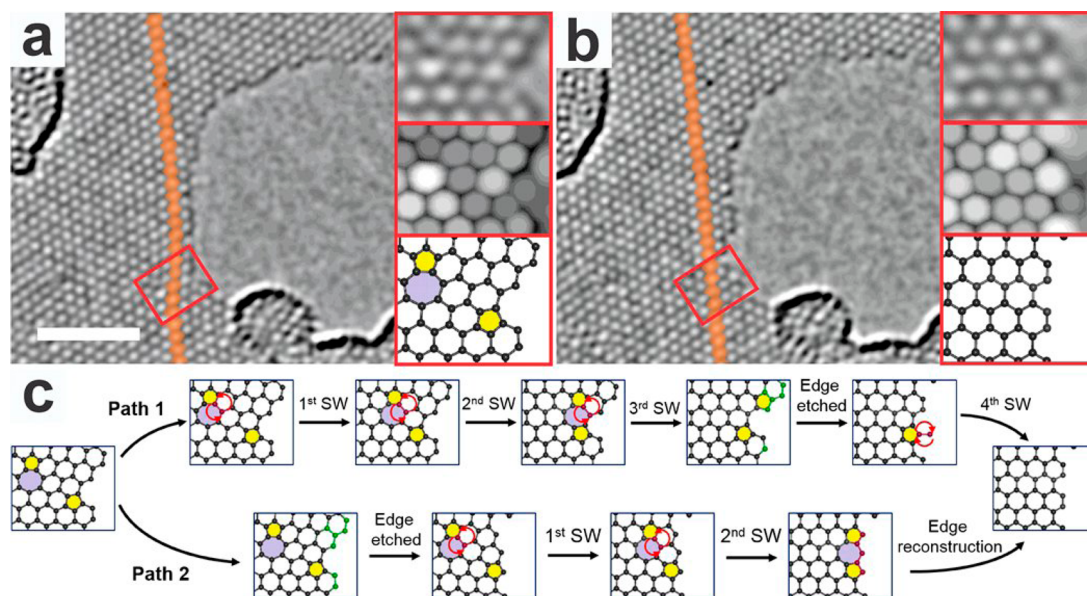 a
b
c
Path 1
1st SW
2nd SW
3rd SW
Edge
etched
4th SW
Path 2
Edge
etched
1st SW
2nd SW
Edge
reconstruction